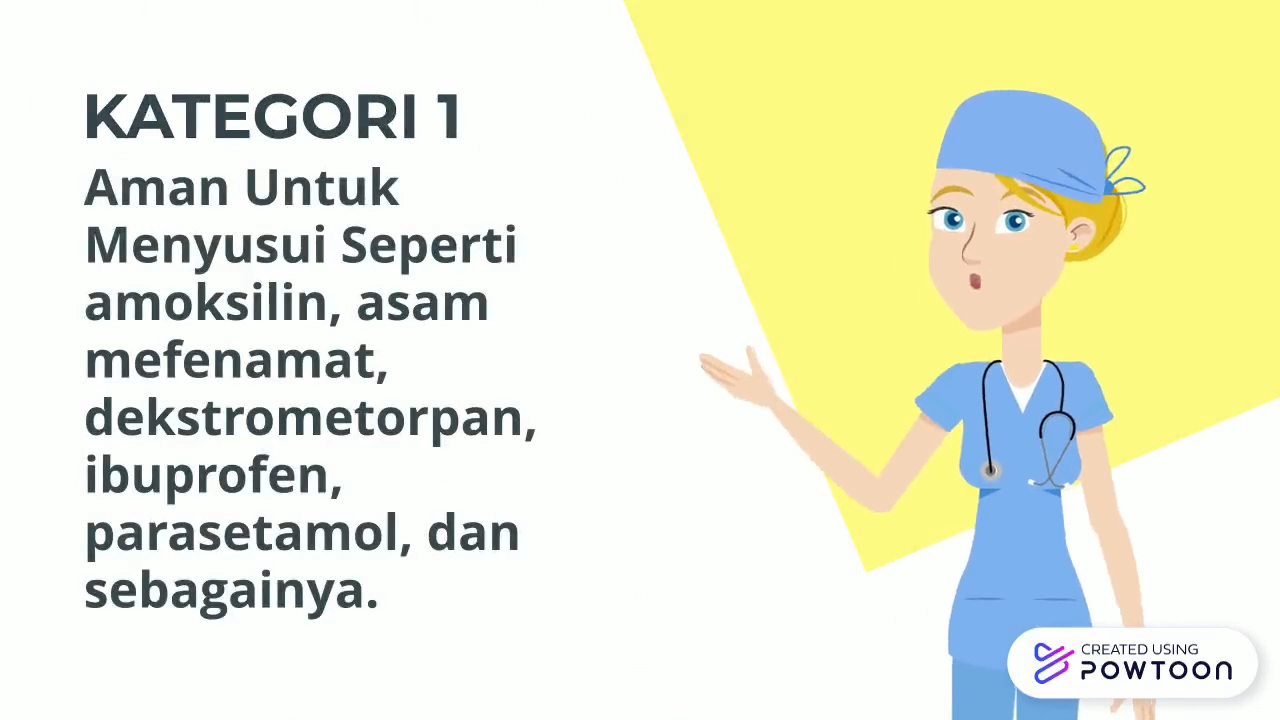 KATEGORI 1
Aman Untuk
Menyusui Seperti
amoksilin, asam
mefenamat,
dekstrometorpan,
ibuprofen,
parasetamol, dan
sebagainya.
CREATED USING
POWTOON